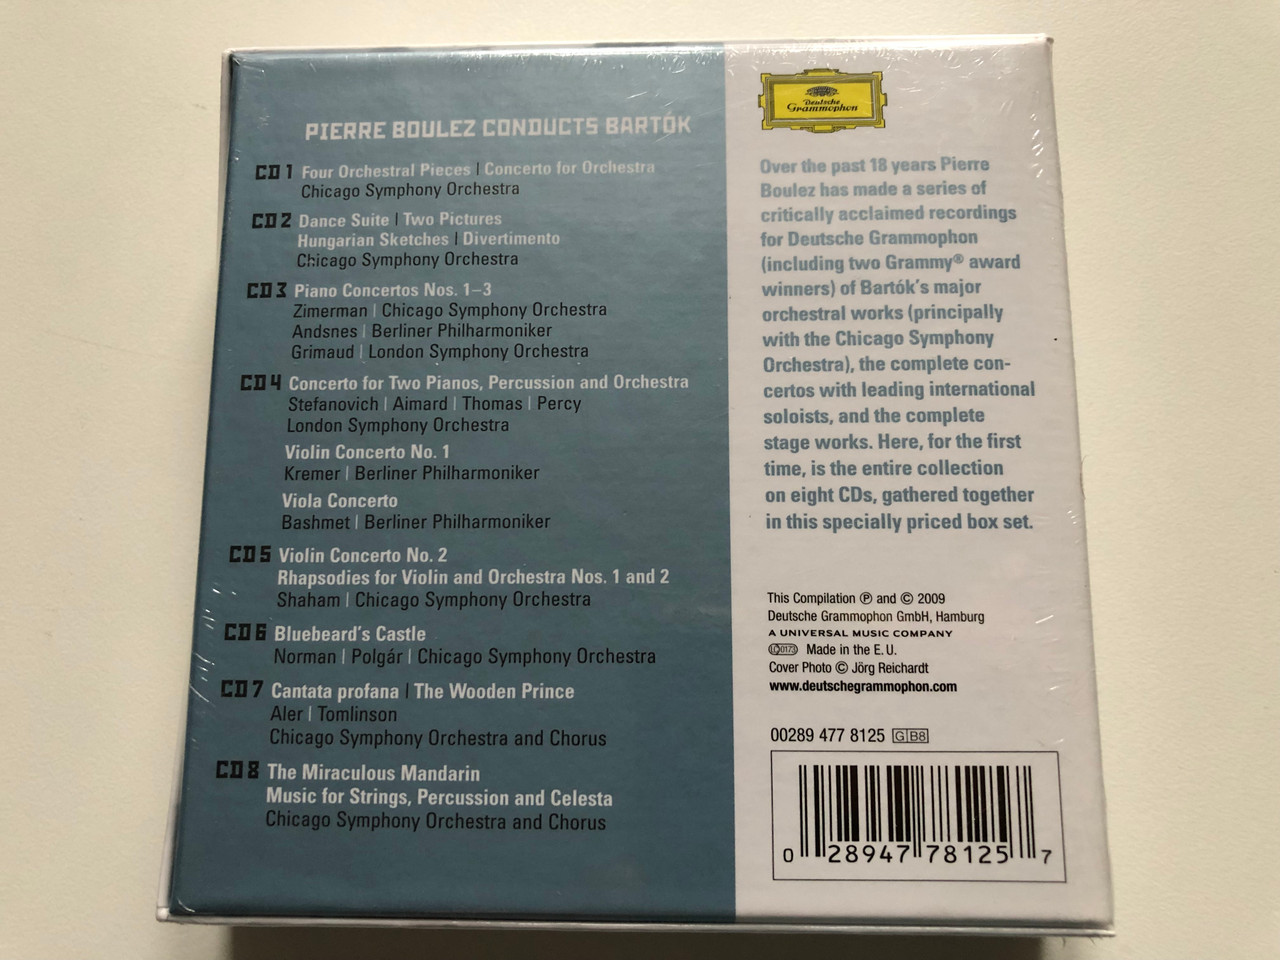 PIERRE BOULEZ CONDUCTS BARTÓK
CD 1 Four Orchestral Pieces | Concerto for Orchestra
Chicago Symphony Orchestra
CD 2 Dance Suite | Two Pictures
Hungarian Sketches | Divertimento
Chicago Symphony Orchestra
CD 3 Piano Concertos Nos. 1–3
Zimerman | Chicago Symphony Orchestra
Andsnes | Berliner Philharmoniker
Grimaud | London Symphony Orchestra
CD 4 Concerto for Two Pianos, Percussion and Orchestra
Stefanovich | Aimard | Thomas | Percy
London Symphony Orchestra
Violin Concerto No. 1
Kremer | Berliner Philharmoniker
Viola Concerto
Bashmet | Berliner Philharmoniker
CD 5 Violin Concerto No. 2
Rhapsodies for Violin and Orchestra Nos. 1 and 2
Shaham | Chicago Symphony Orchestra
CD 6 Bluebeard's Castle
Norman | Polgár | Chicago Symphony Orchestra
CD 7 Cantata profana | The Wooden Prince
Aler | Tomlinson
Chicago Symphony Orchestra and Chorus
CD 8 The Miraculous Mandarin
Music for Strings, Percussion and Celesta
Chicago Symphony Orchestra and Chorus
Deutsche
Grammophon
Over the past 18 years Pierre
Boulez has made a series of
critically acclaimed recordings
for Deutsche Grammophon
(including two Grammy® award
winners) of Bartók's major
orchestral works (principally
with the Chicago Symphony
Orchestra), the complete con-
certos with leading international
soloists, and the complete
stage works. Here, for the first
time, is the entire collection
on eight CDs, gathered together
in this specially priced box set.
This Compilation ℗ and © 2009
Deutsche Grammophon GmbH, Hamburg
A UNIVERSAL MUSIC COMPANY
LC 0173 Made in the E. U.
Cover Photo © Jörg Reichardt
www.deutschegrammophon.com
00289 477 8125 G B8
0 28947 78125 7